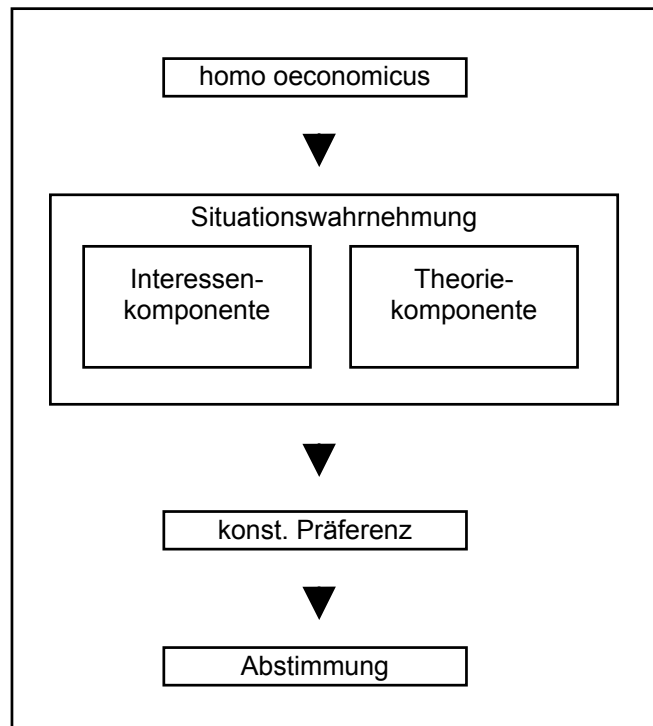 homo oeconomicus
Situationswahrnehmung
Interessen-
komponente
Theorie-
komponente
konst. Präferenz
Abstimmung